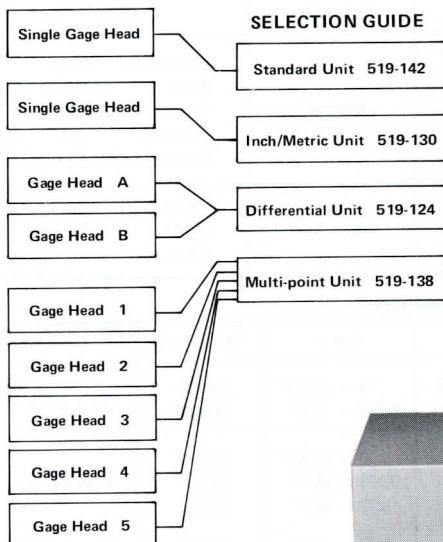 SELECTION GUIDE
Single Gage Head
Standard Unit 519-142
Single Gage Head
Inch/Metric Unit 519-130
Gage Head A
Gage Head B
Differential Unit 519-124
Multi-point Unit 519-138
Gage Head 1
Gage Head 2
Gage Head 3
Gage Head 4
Gage Head 5